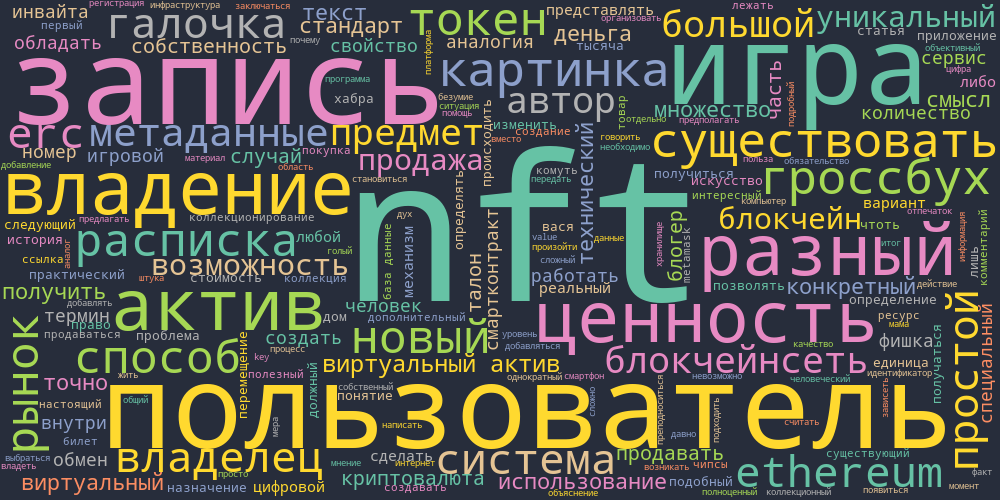 инвайта
регистрация
инфраструктура
заключаться
текст
токен
представлять
организовать
лежать
уникальный
первый
галочка
стандарт
деньга
большой
статья
приложение
обладать
собственность
почему
свойство
платформа
аналогия
тысяча
объективный
сервис
цифра
запись
программа
картинка
игра
либо
хабра
безумие
ситуация
помощь
автор
товар
множество
часть
подробный
смысл
количество
erc
метаданные
предмет
изменить
отдельно
предполагать
номер
игровой
материал
случай
покупка
область
продажа
происходить
создание
вместо
говорить
необходимо
существовать
добавление
владение
становиться
nft
комуть
передать
технический
получиться
польза
обязательство
искусство
интересный
компьютер
гроссбух
вариант
отпечаток
следующий
предлагать
коллекционирование
дух
определять
вася
value
произойти
данные
блогер
блокчейн
чтоть
история
аналог
расписка
любой
голый
база данные
механизм
сложный
хранилище
metamask
разный
итог
информация
лишь
комментарий
ссылка
возможность
практический
штука
стоимость
коллекция
талон
смартконтракт
работать
реальный
позволять
конкретный
действие
получить
добавлять
актив
человек
определение
термин
право
дом
дополнительный
ценность
ресурс
мама
рынок
продаваться
проблема
создать
новый
уровень
добавляться
качество
фишка
получаться
простой
специальный
способ
перемещение
key
процесс
виртуальный актив
блокчейнсеть
единица
точно
жить
полезный
должный
однократный
смартфон
невозможно
человеческий
идентификатор
настоящий
общий
пользователь
собственный
понятие
сложно
преподноситься
подходить
зависеть
внутри
мера
написать
считать
билет
давно
выбраться
владеть
обмен
владелец
мнение
сделать
интернет
система
продавать
возникать
чипсы
существующий
факт
виртуальный
назначение
просто
цифровой
криптовалюта
создавать
использование
объяснение
подобный
полноценный
ethereum
коллекционный
появиться
момент